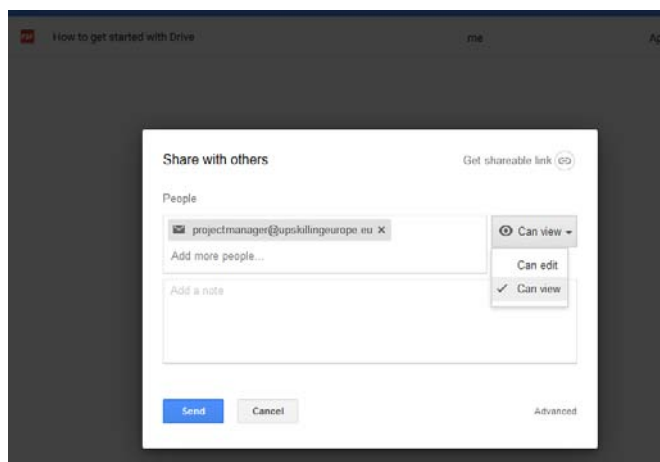 How to get started with Drive me
Share with others Get shareable link
People
projectmanager@upskillingeurope.eu × Can view
Add more people...
Can edit
Can view
Add a note
Send Cancel Advanced